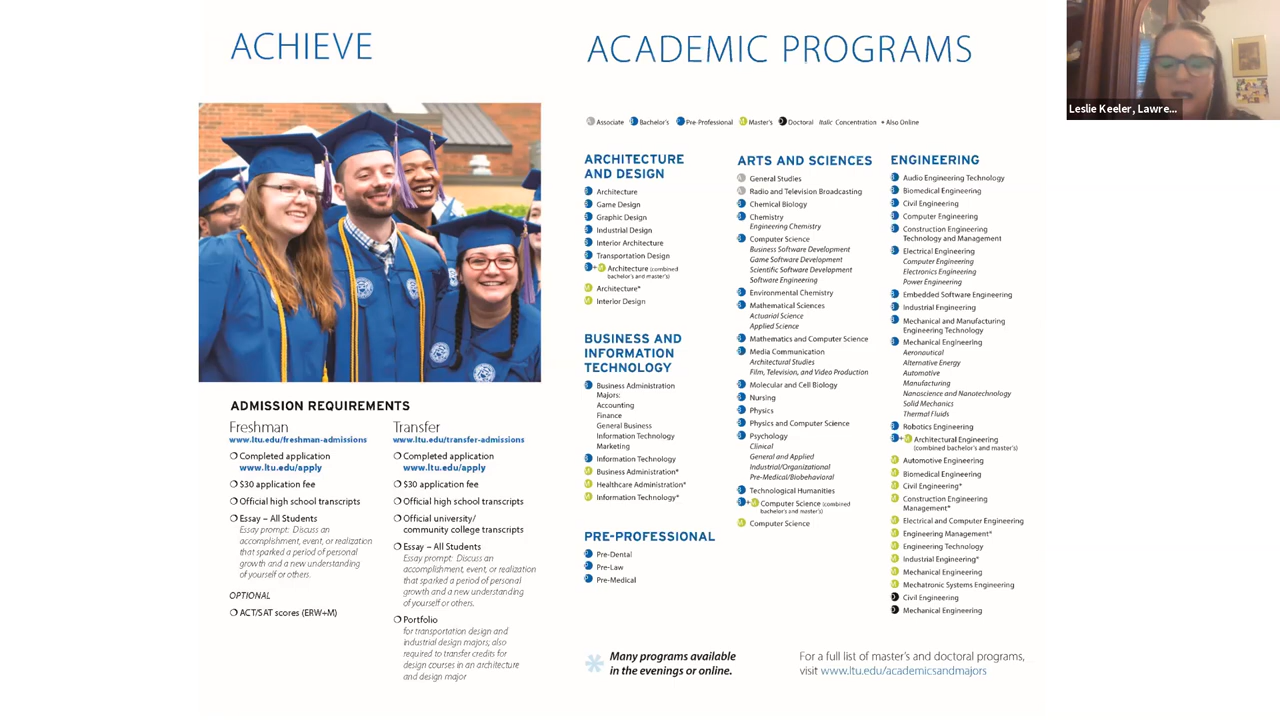 ACHIEVE
ADMISSION REQUIREMENTS
Freshman
www.ltu.edu/freshman-admissions
Completed application
www.ltu.edu/apply
$30 application fee
Official high school transcripts
Essay – All Students
Essay prompt: Discuss an
accomplishment, event, or realization
that sparked a period of personal
growth and a new understanding
of yourself or others.
OPTIONAL
ACT/SAT scores (ERW+M)
Transfer
www.ltu.edu/transfer-admissions
Completed application
www.ltu.edu/apply
$30 application fee
Official high school transcripts
Official university/
community college transcripts
Essay – All Students
Essay prompt: Discuss an
accomplishment, event, or realization
that sparked a period of personal
growth and a new understanding
of yourself or others.
Portfolio
for transportation design and
industrial design majors; also
required to transfer credits for
design courses in an architecture
and design major
ACADEMIC PROGRAMS
Associate Bachelor's Pre-Professional Master's Doctoral Italic Concentration + Also Online
ARCHITECTURE
AND DESIGN
Architecture
Game Design
Graphic Design
Industrial Design
Interior Architecture
Transportation Design
+ Architecture (combined
bachelor's and master's)
Architecture*
Interior Design
BUSINESS AND
INFORMATION
TECHNOLOGY
Business Administration
Majors:
Accounting
Finance
General Business
Information Technology
Marketing
Information Technology
Business Administration*
Healthcare Administration*
Information Technology*
PRE-PROFESSIONAL
Pre-Dental
Pre-Law
Pre-Medical
ARTS AND SCIENCES
General Studies
Radio and Television Broadcasting
Chemical Biology
Chemistry
Engineering Chemistry
Computer Science
Business Software Development
Game Software Development
Scientific Software Development
Software Engineering
Environmental Chemistry
Mathematical Sciences
Actuarial Science
Applied Science
Mathematics and Computer Science
Media Communication
Architectural Studies
Film, Television, and Video Production
Molecular and Cell Biology
Nursing
Physics
Physics and Computer Science
Psychology
Clinical
General and Applied
Industrial/Organizational
Pre-Medical/Biobehavioral
Technological Humanities
+ Computer Science (combined
bachelor's and master's)
Computer Science
ENGINEERING
Audio Engineering Technology
Biomedical Engineering
Civil Engineering
Computer Engineering
Construction Engineering
Technology and Management
Electrical Engineering
Computer Engineering
Electronics Engineering
Power Engineering
Embedded Software Engineering
Industrial Engineering
Mechanical and Manufacturing
Engineering Technology
Mechanical Engineering
Aeronautical
Alternative Energy
Automotive
Manufacturing
Nanoscience and Nanotechnology
Solid Mechanics
Thermal Fluids
Robotics Engineering
+ Architectural Engineering
(combined bachelor's and master's)
Automotive Engineering
Biomedical Engineering
Civil Engineering*
Construction Engineering
Management*
Electrical and Computer Engineering
Engineering Management*
Engineering Technology
Industrial Engineering*
Mechanical Engineering
Mechatronic Systems Engineering
Civil Engineering
Mechanical Engineering
* Many programs available
in the evenings or online.
For a full list of master's and doctoral programs,
visit www.ltu.edu/academicsandmajors
Leslie Keeler, Lawre...